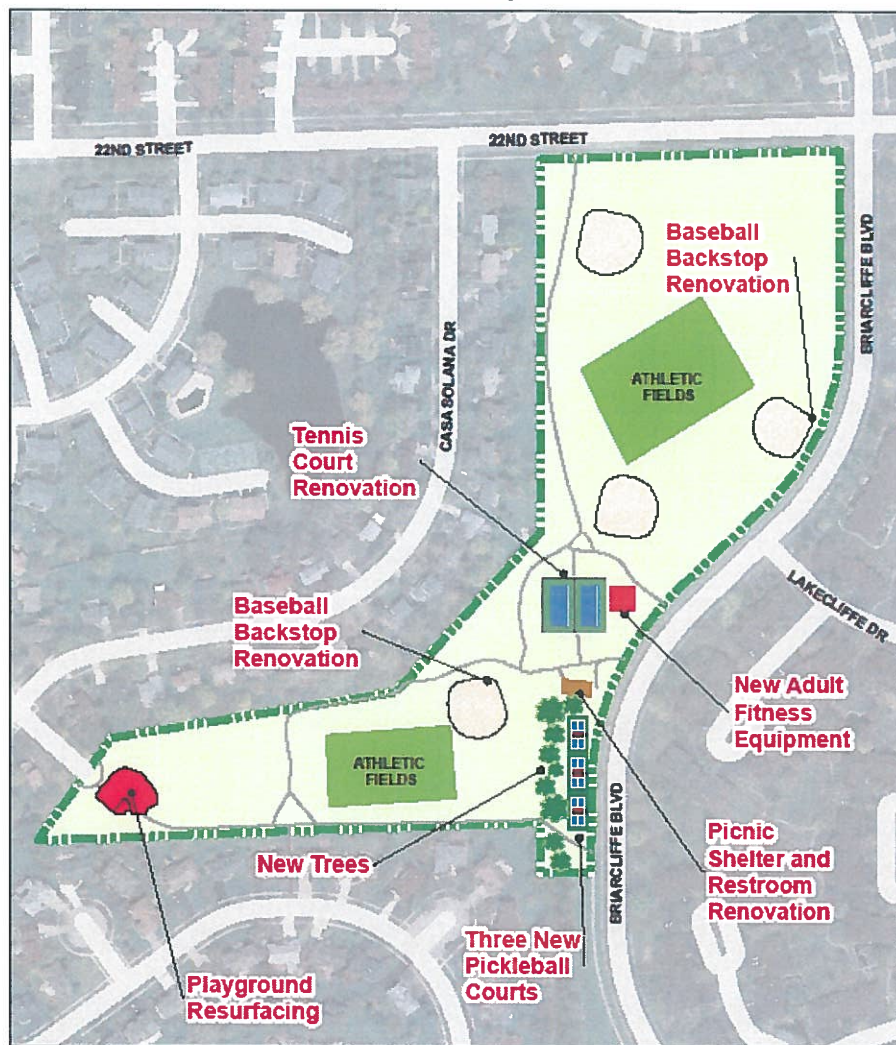 22ND STREET
22ND STREET
Baseball
Backstop
Renovation
BRIARCLIFFE BLVD
ATHLETIC
FIELDS
CASA SOLANA DR
Tennis
Court
Renovation
LAKECLIFFE DR
Baseball
Backstop
Renovation
New Adult
Fitness
Equipment
ATHLETIC
FIELDS
BRIARCLIFFE BLVD
Picnic
Shelter and
Restroom
Renovation
New Trees
Three New
Pickleball
Courts
Playground
Resurfacing